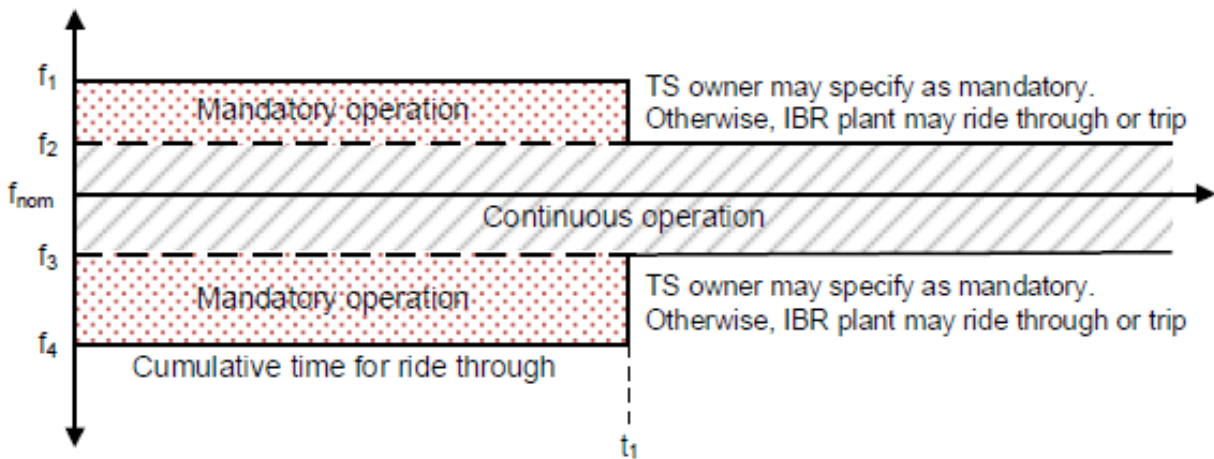 f₁
Mandatory operation
TS owner may specify as mandatory.
Otherwise, IBR plant may ride through or trip
f₂
fₙₒₘ
Continuous operation
f₃
Mandatory operation
TS owner may specify as mandatory.
Otherwise, IBR plant may ride through or trip
f₄
Cumulative time for ride through
t₁